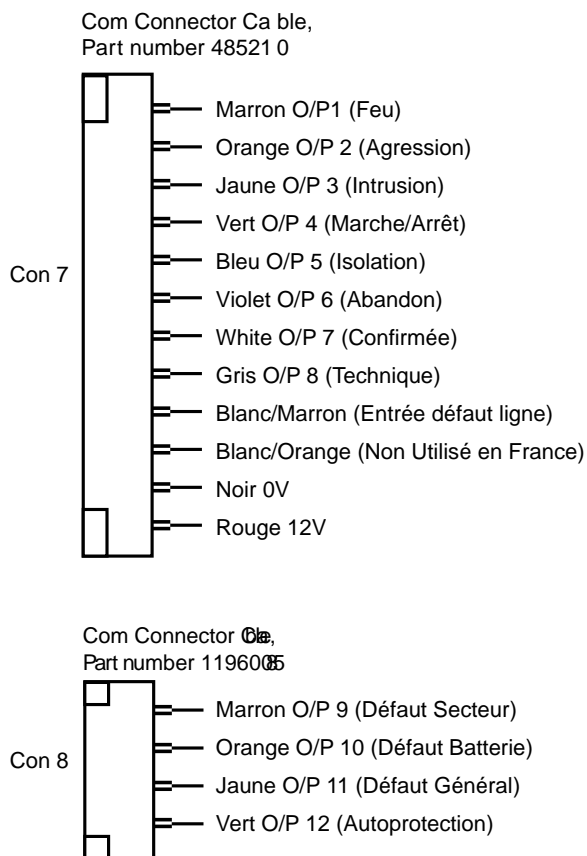 Com Connector Ca ble,
Part number 48521 0
Marron O/P1 (Feu)
Orange O/P 2 (Agression)
Jaune O/P 3 (Intrusion)
Vert O/P 4 (Marche/Arrêt)
Con 7
Bleu O/P 5 (Isolation)
Violet O/P 6 (Abandon)
White O/P 7 (Confirmée)
Gris O/P 8 (Technique)
Blanc/Marron (Entrée défaut ligne)
Blanc/Orange (Non Utilisé en France)
Noir 0V
Rouge 12V
Com Connector
Part number
Marron O/P 9 (Défaut Secteur)
Con 8
Orange O/P 10 (Défaut Batterie)
Jaune O/P 11 (Défaut Général)
Vert O/P 12 (Autoprotection)